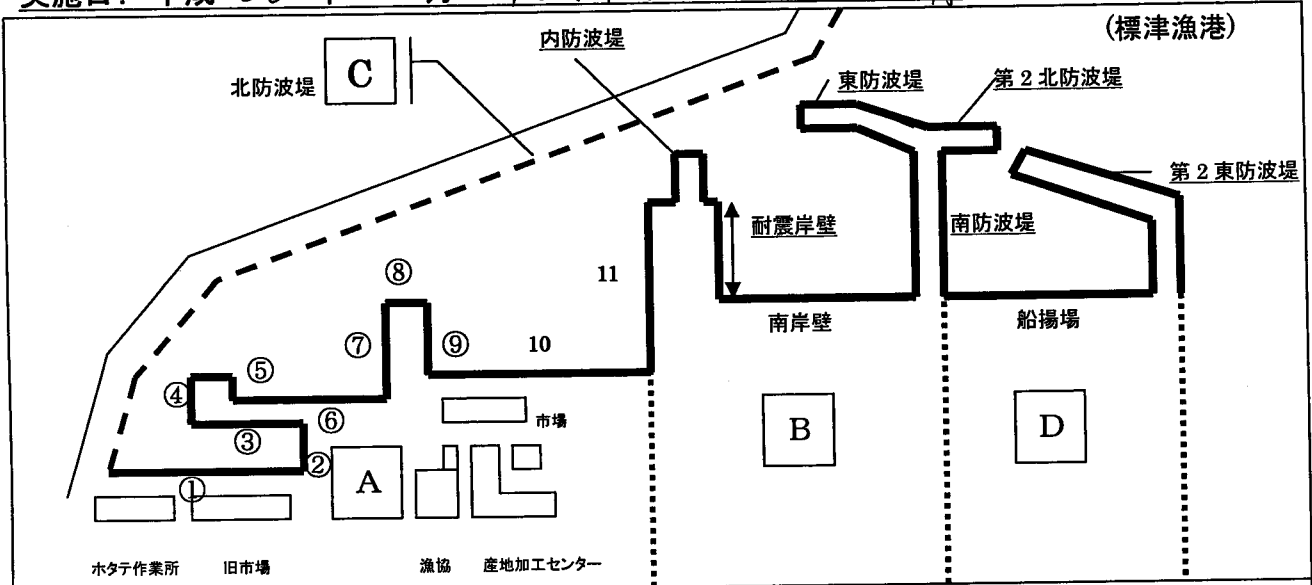 (標津漁港)
内防波堤
北防波堤
C
東防波堤
第2北防波堤
第2東防波堤
耐震岸壁
南防波堤
⑧
11
南岸壁
船揚場
⑦
⑨
10
⑤
④
⑥
市場
③
②
①
A
B
D
ホタテ作業所
旧市場
漁協
産地加工センター